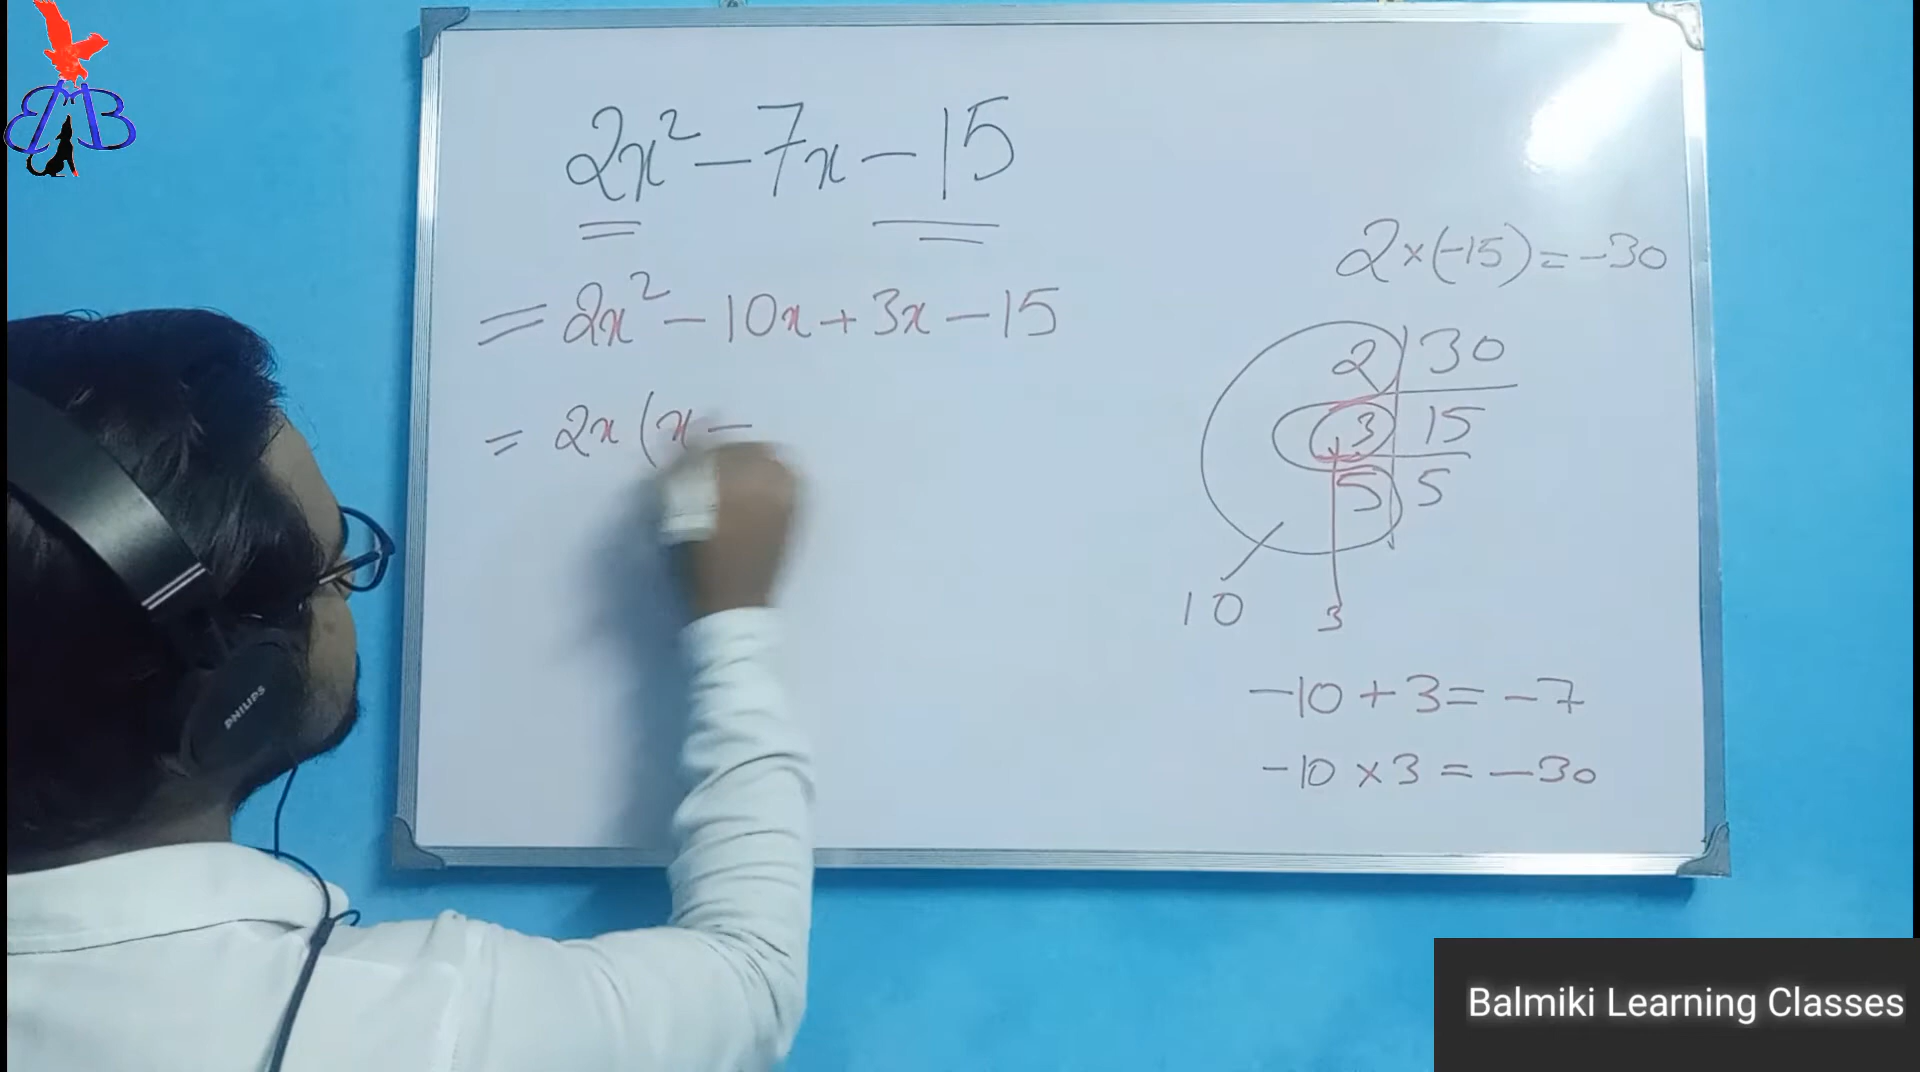 2x² - 7x - 15
= 2x² - 10x + 3x - 15
= 2x (x -
2 × (-15) = -30
2 | 30
3 | 15
5 | 5
10 3
-10 + 3 = -7
-10 × 3 = -30
PHILIPS
Balmiki Learning Classes